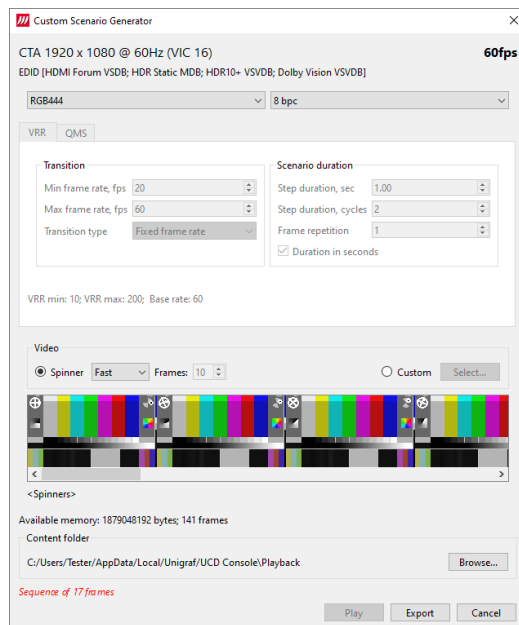 Custom Scenario Generator
CTA 1920 x 1080 @ 60Hz (VIC 16)
60fps
EDID [HDMI Forum VSDB; HDR Static MDB; HDR10+ VSVDB; Dolby Vision VSVDB]
RGB444
8 bpc
VRR
QMS
Transition
Min frame rate, fps
20
Max frame rate, fps
60
Transition type
Fixed frame rate
Scenario duration
Step duration, sec
1.00
Step duration, cycles
2
Frame repetition
1
Duration in seconds
VRR min: 10; VRR max: 200; Base rate: 60
Video
Spinner
Fast
Frames:
10
Custom
Select...
<Spinners>
Available memory: 1879048192 bytes; 141 frames
Content folder
C:/Users/Tester/AppData/Local/Unigraf/UCD Console\Playback
Browse...
Sequence of 17 frames
Play
Export
Cancel